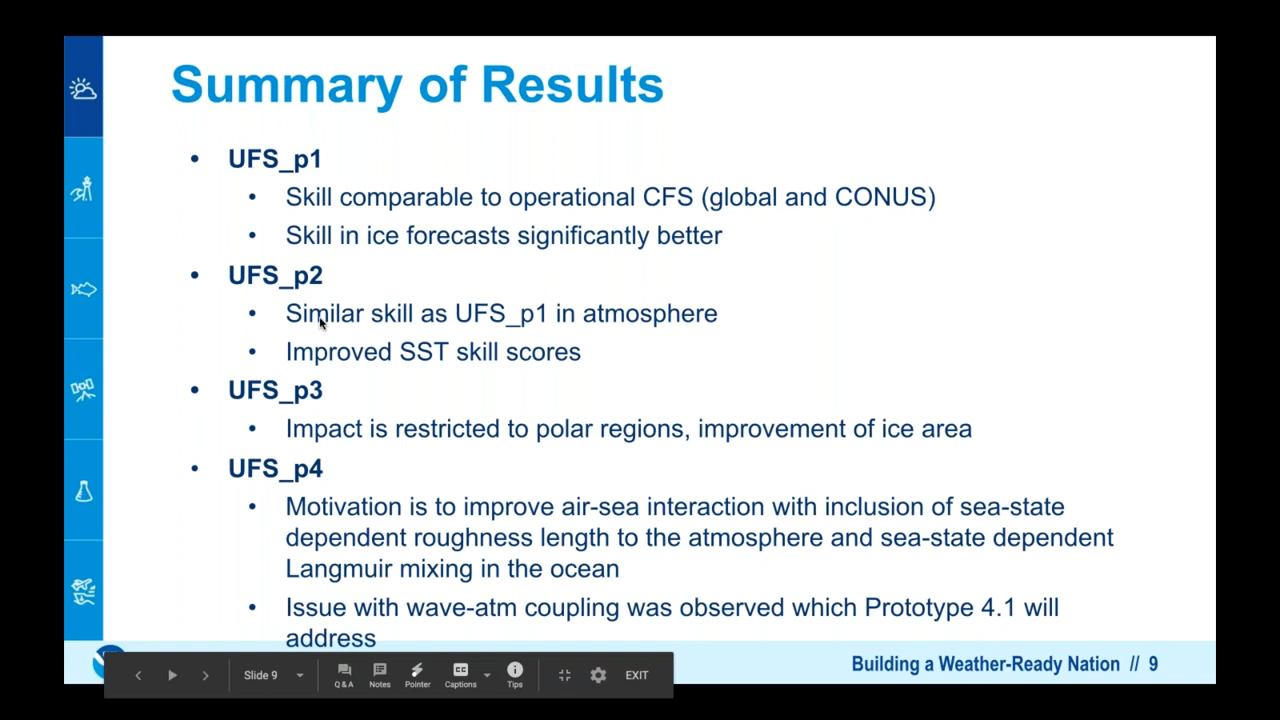 Summary of Results
• UFS_p1
• Skill comparable to operational CFS (global and CONUS)
• Skill in ice forecasts significantly better
• UFS_p2
• Similar skill as UFS_p1 in atmosphere
• Improved SST skill scores
• UFS_p3
• Impact is restricted to polar regions, improvement of ice area
• UFS_p4
• Motivation is to improve air-sea interaction with inclusion of sea-state
dependent roughness length to the atmosphere and sea-state dependent
Langmuir mixing in the ocean
• Issue with wave-atm coupling was observed which Prototype 4.1 will
address
Building a Weather-Ready Nation // 9
Slide 9
Q&A
Notes
Pointer
CC
Captions
Tips
EXIT